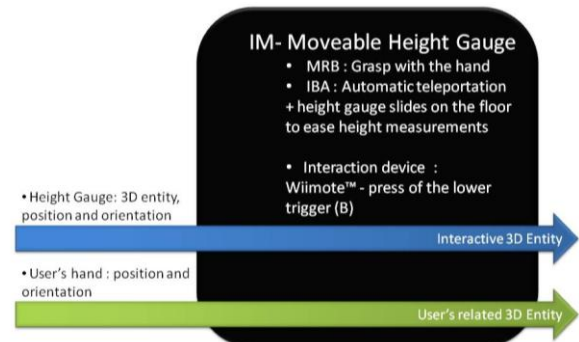 IM- Moveable Height Gauge
• MRB : Grasp with the hand
• IBA : Automatic teleportation
+ height gauge slides on the floor
to ease height measurements
• Interaction device :
Wiimote™ - press of the lower
trigger (B)
• Height Gauge: 3D entity,
position and orientation
Interactive 3D Entity
• User's hand : position and
orientation
User's related 3D Entity